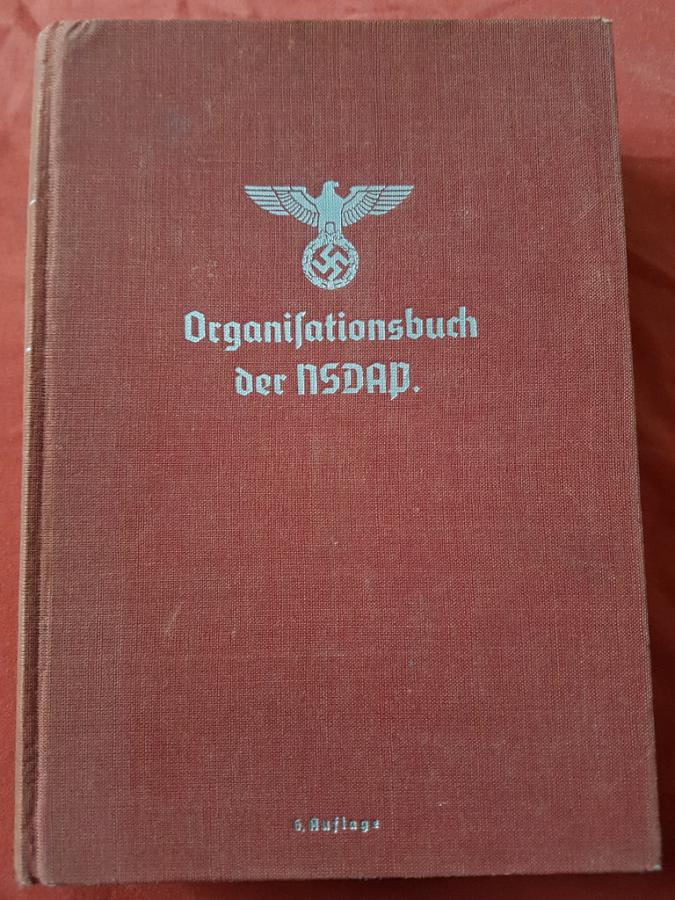 Organiſationsbuch
der NSDAP.
6. Auflage